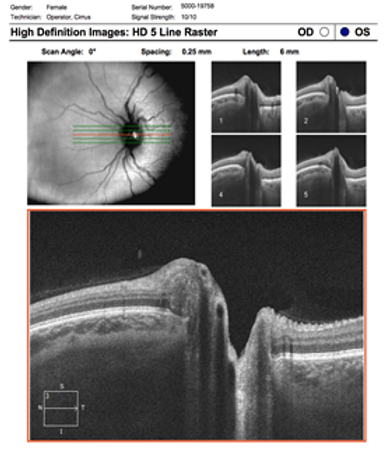 Gender: Female Serial Number: 5000-19758
Technician: Operator, Cirrus Signal Strength: 10/10
High Definition Images: HD 5 Line Raster OD OS
Scan Angle: 0° Spacing: 0.25 mm Length: 6 mm
1 2
4 5
3
S
N T
I